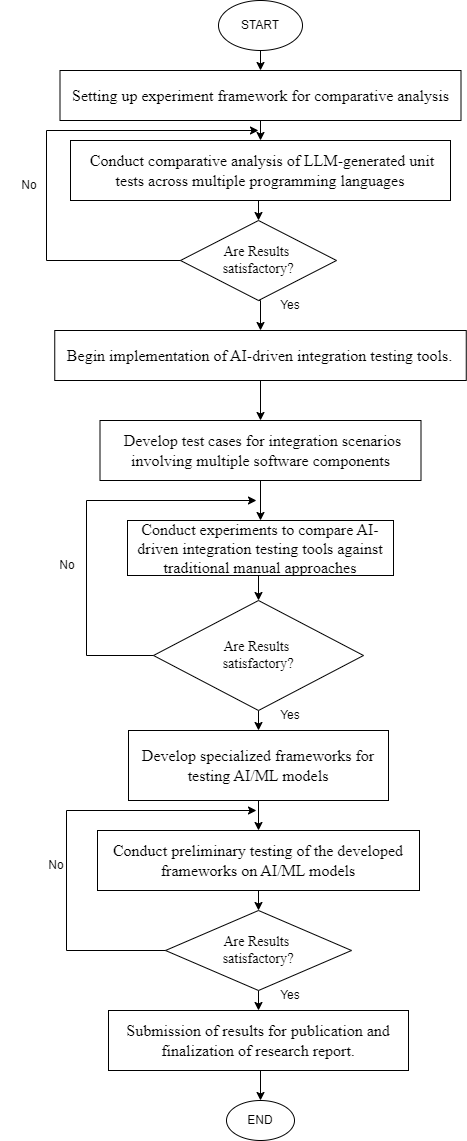 START
Setting up experiment framework for comparative analysis
Conduct comparative analysis of LLM-generated unit
tests across multiple programming languages
No
Are Results
satisfactory?
Yes
Begin implementation of AI-driven integration testing tools.
Develop test cases for integration scenarios
involving multiple software components
Conduct experiments to compare AI-
driven integration testing tools against
traditional manual approaches
No
Are Results
satisfactory?
Yes
Develop specialized frameworks for
testing AI/ML models
Conduct preliminary testing of the developed
frameworks on AI/ML models
No
Are Results
satisfactory?
Yes
Submission of results for publication and
finalization of research report.
END